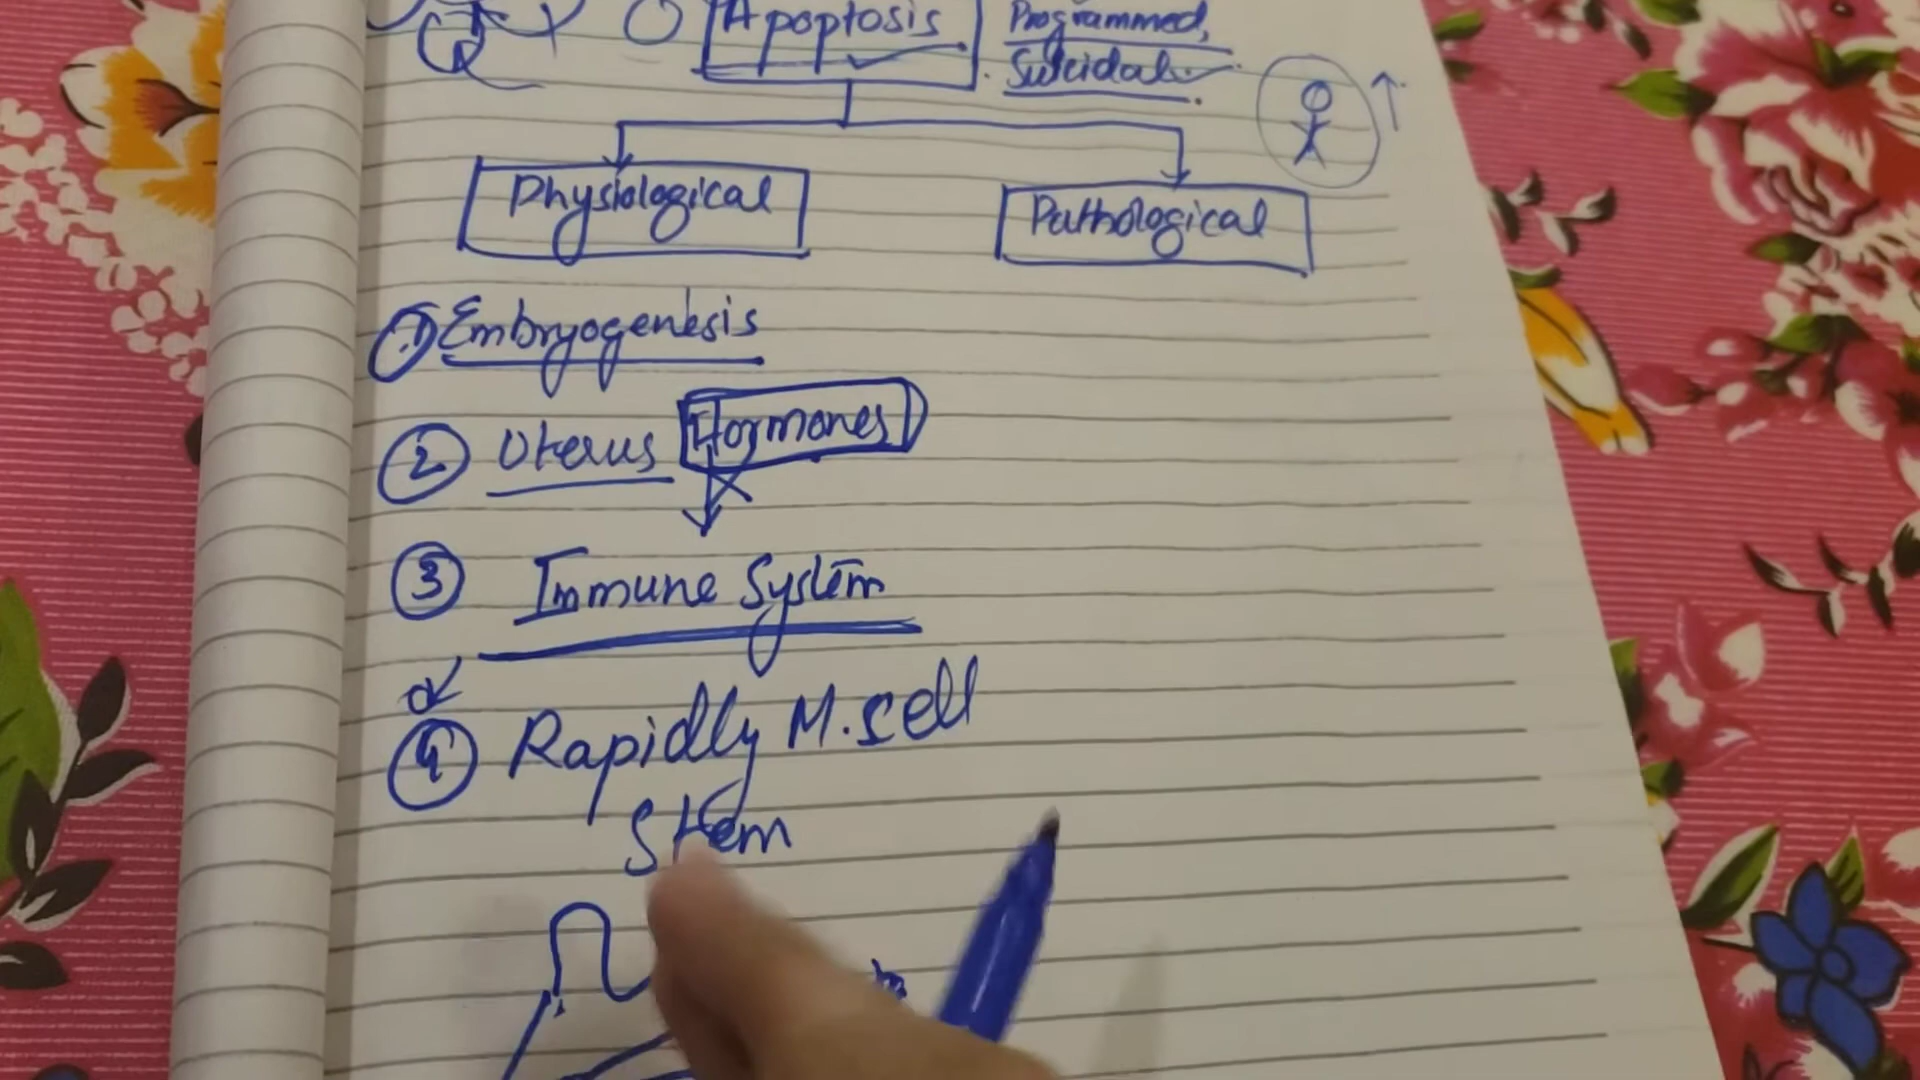 Apoptosis
Programmed,
Suicidal.
Physiological
Pathological
1 Embryogenesis
2 Uterus Hormones
3 Immune System
4 Rapidly M. cell
Stem